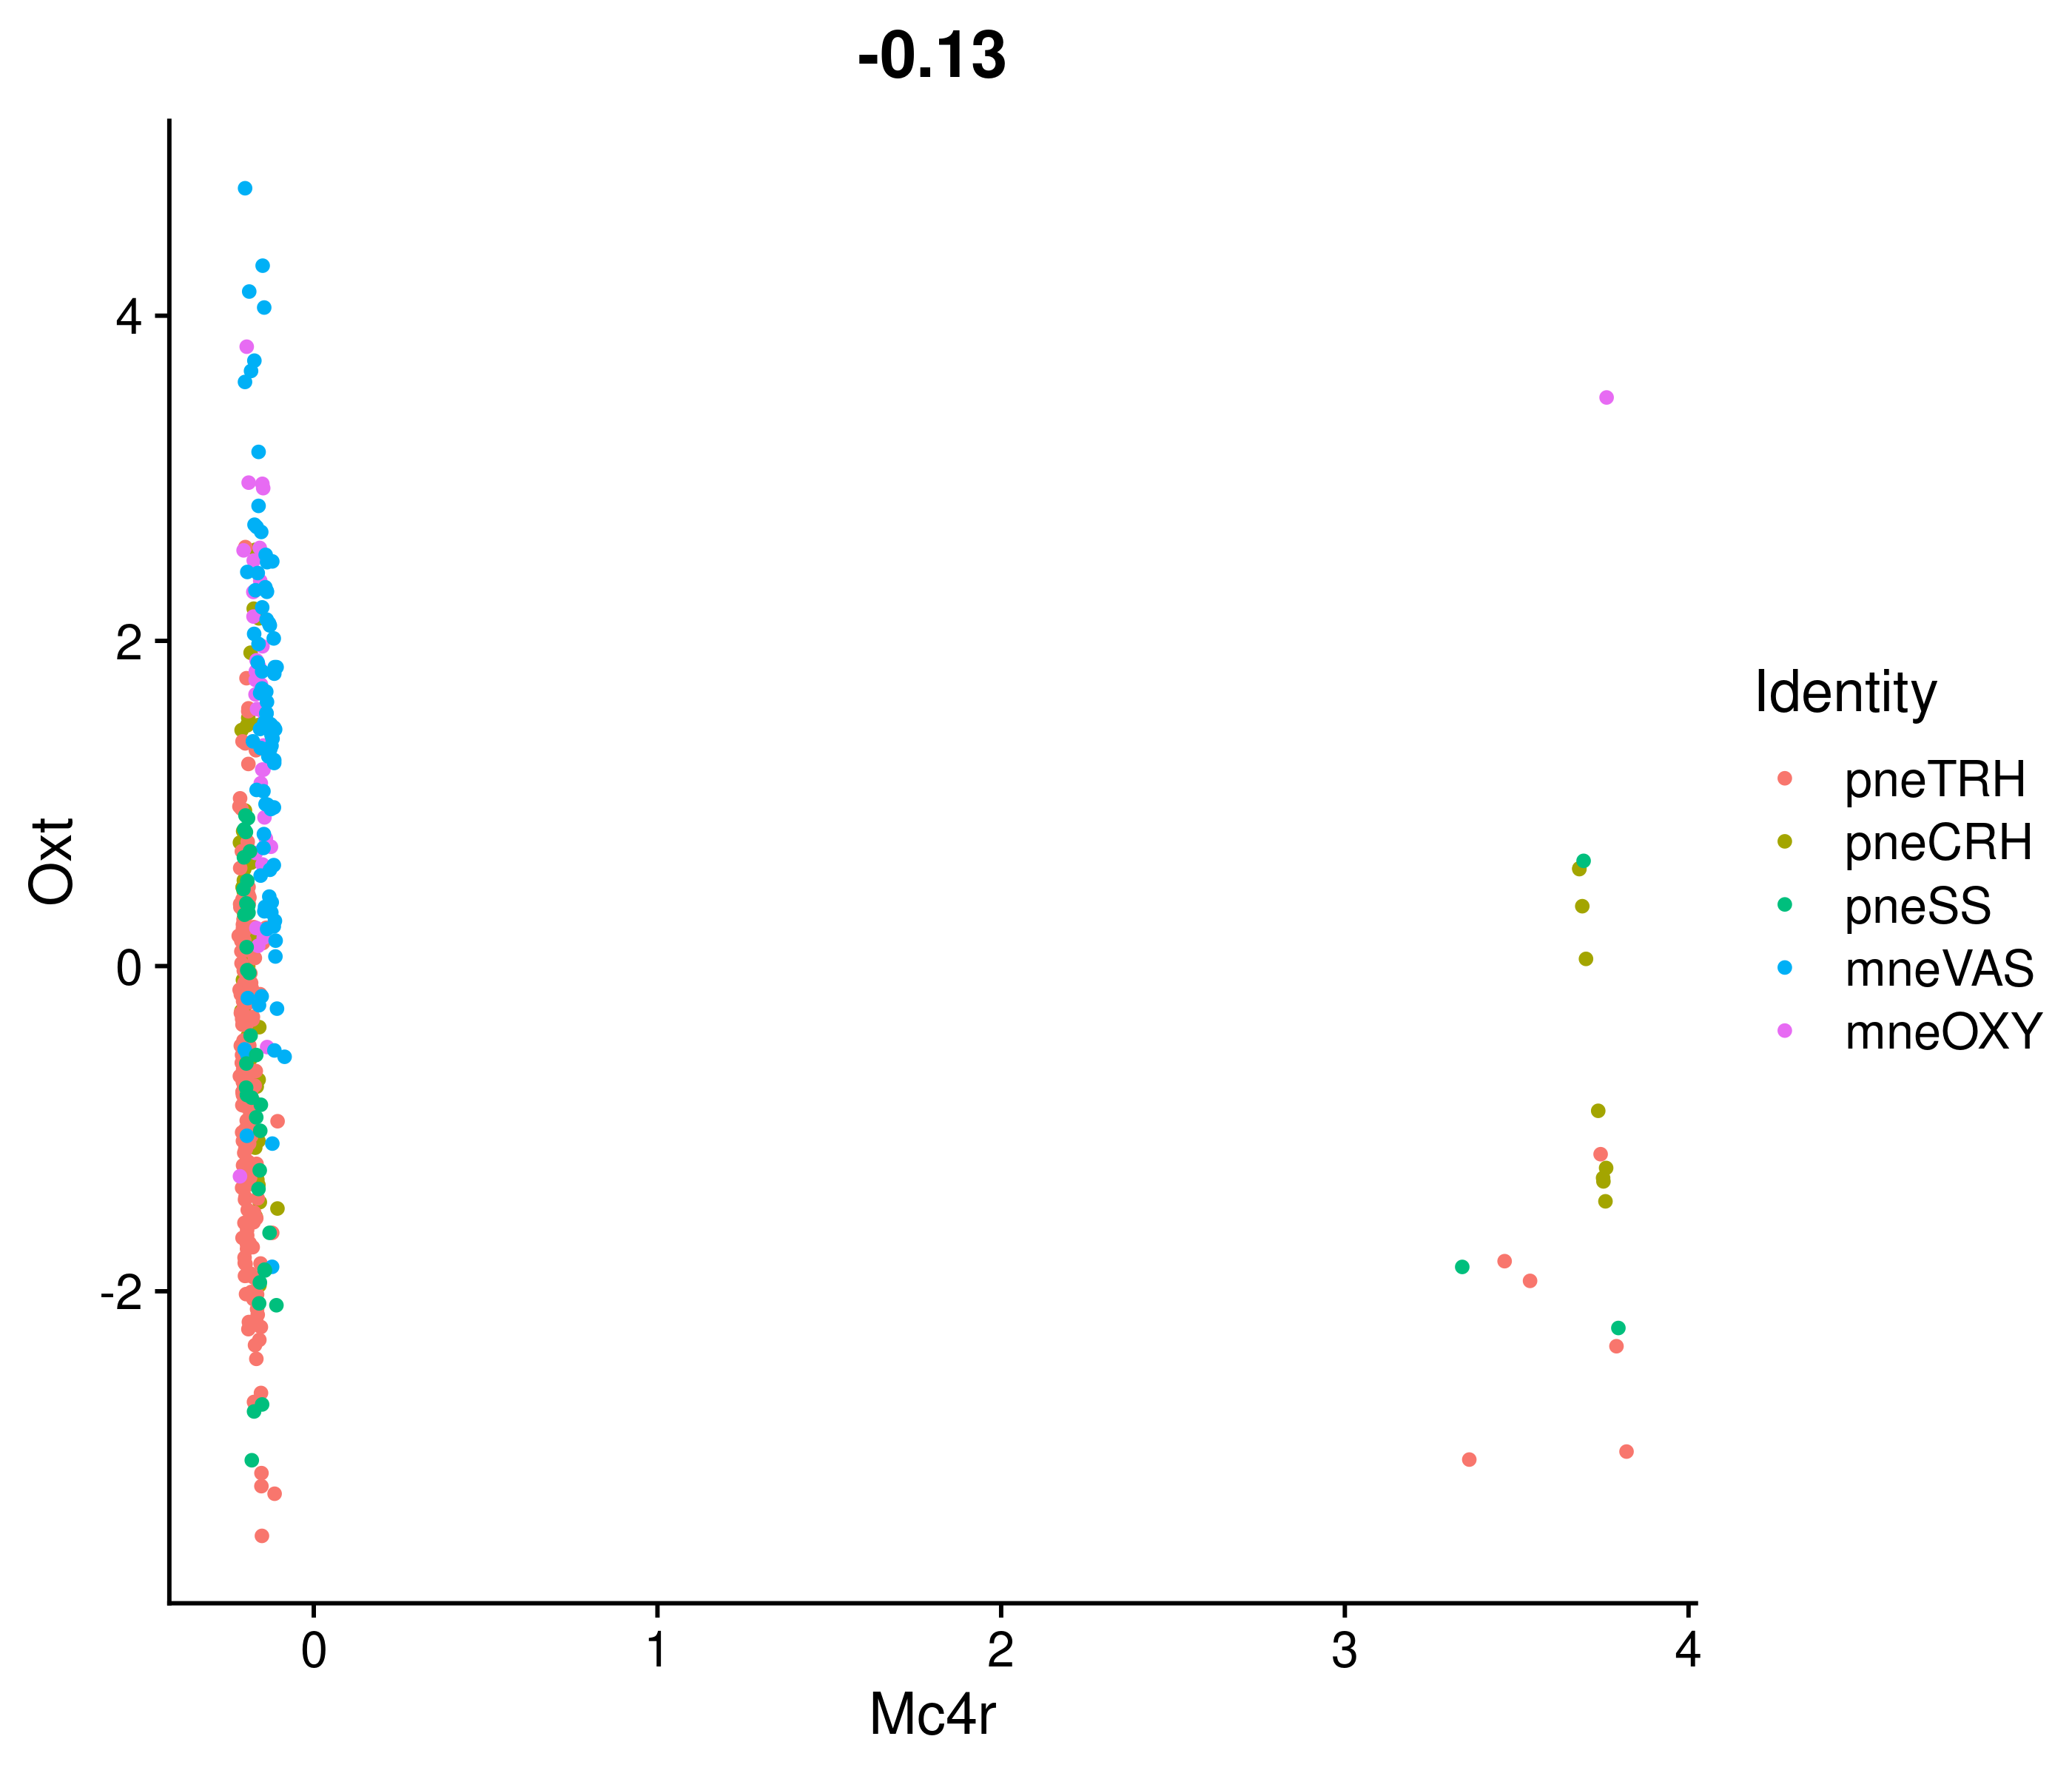 -0.13
Oxt
4
2
0
-2
0 1 2 3 4
Mc4r
Identity
pneTRH
pneCRH
pneSS
mneVAS
mneOXY